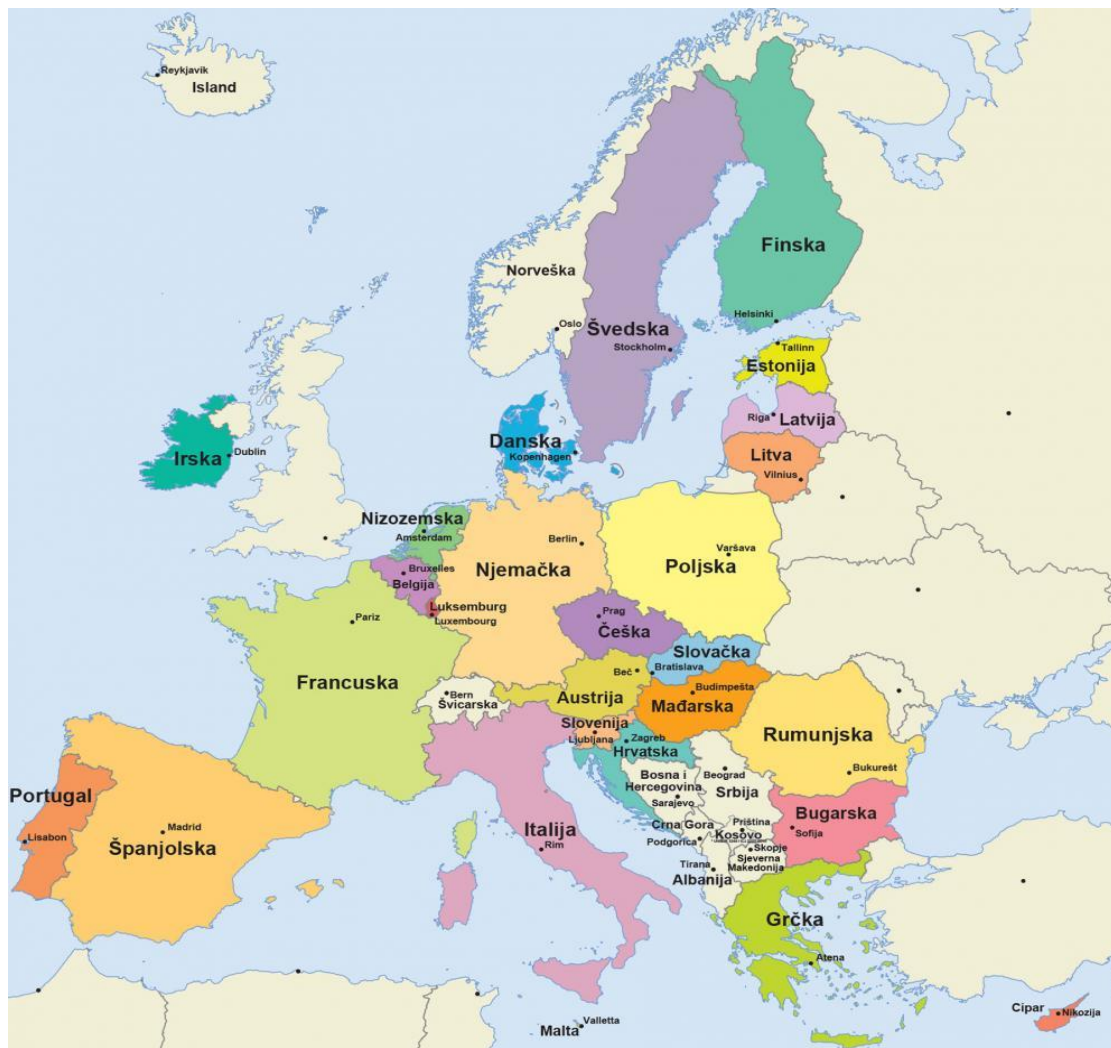 Reykjavik
Island
Finska
Norveška
Helsinki
Oslo
Švedska
Stockholm
Tallinn
Estonija
Riga
Latvija
Danska
Kopenhagen
Litva
Vilnius
Irska
Dublin
Nizozemska
Amsterdam
Berlin
Varšava
Poljska
Njemačka
Bruxelles
Belgija
Luksemburg
Luxembourg
Pariz
Prag
Češka
Slovačka
Bratislava
Beč
Austrija
Francuska
Bern
Švicarska
Budimpešta
Mađarska
Slovenija
Ljubljana
Zagreb
Hrvatska
Rumunjska
Bukurešt
Bosna i
Hercegovina
Sarajevo
Beograd
Srbija
Portugal
Lisabon
Madrid
Španjolska
Italija
Rim
Crna Gora
Podgorica
Priština
Kosovo
Bugarska
Sofija
Skopje
Sjeverna
Makedonija
Tirana
Albanija
Grčka
Atena
Malta
Valletta
Cipar
Nikozija